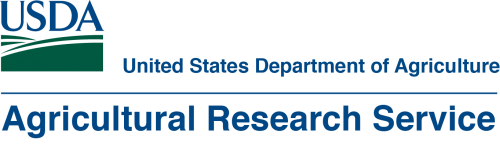 USDA
United States Department of Agriculture
Agricultural Research Service